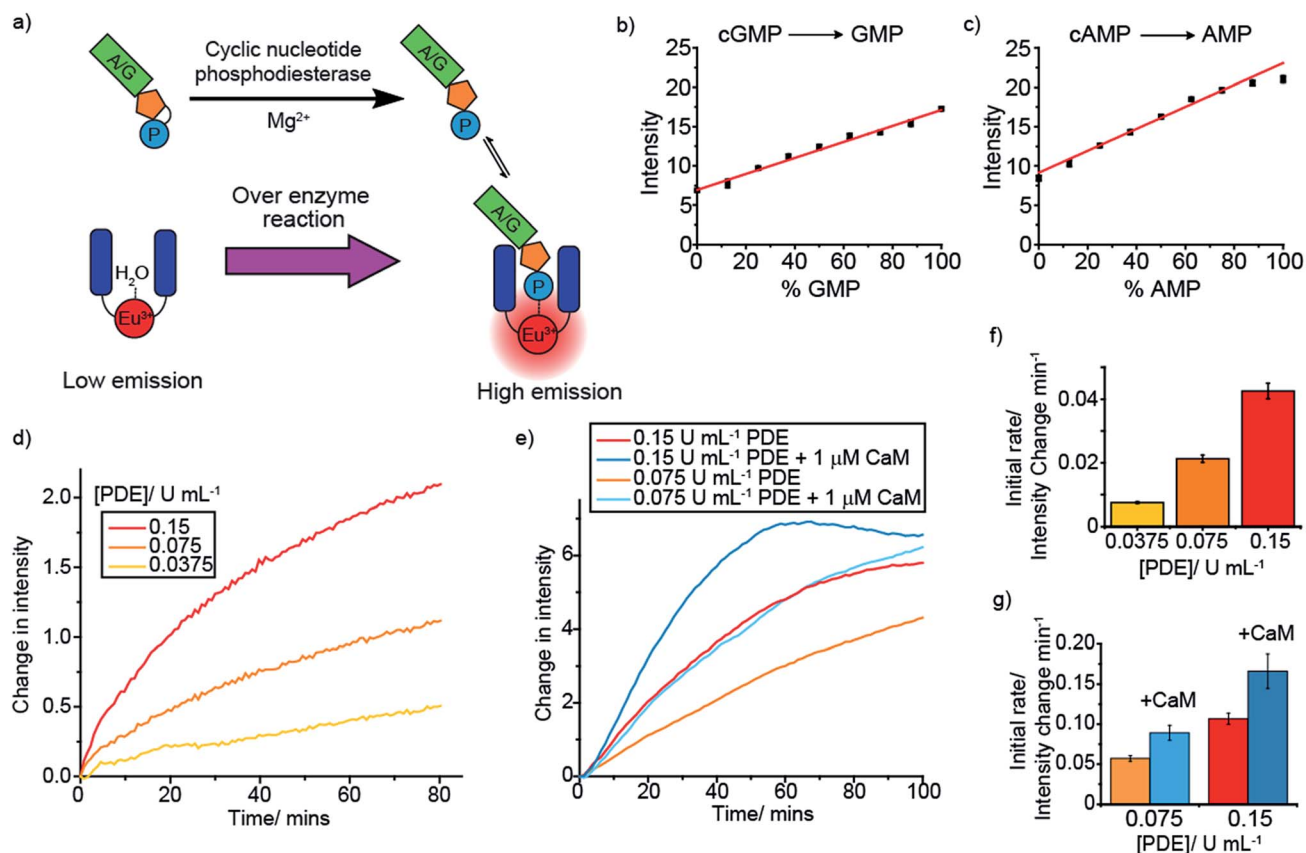 a)
A/G
P
Cyclic nucleotide
phosphodiesterase
Mg²⁺
A/G
P
H₂O
Eu³⁺
Low emission
Over enzyme
reaction
A/G
P
Eu³⁺
High emission
b)
cGMP → GMP
Intensity
25
20
15
10
5
0
0 20 40 60 80 100
% GMP
c)
cAMP → AMP
Intensity
25
20
15
10
5
0
0 20 40 60 80 100
% AMP
d)
Change in intensity
2.0
1.5
1.0
0.5
0.0
[PDE]/ U mL⁻¹
0.15
0.075
0.0375
0 20 40 60 80
Time/ mins
e)
0.15 U mL⁻¹ PDE
0.15 U mL⁻¹ PDE + 1 μM CaM
0.075 U mL⁻¹ PDE
0.075 U mL⁻¹ PDE + 1 μM CaM
Change in intensity
6
4
2
0
0 20 40 60 80 100
Time/ mins
f)
Initial rate/
Intensity Change min⁻¹
0.04
0.02
0.00
0.0375 0.075 0.15
[PDE]/ U mL⁻¹
g)
Initial rate/
Intensity change min⁻¹
0.20
0.15
0.10
0.05
0.00
+CaM
+CaM
0.075 0.15
[PDE]/ U mL⁻¹